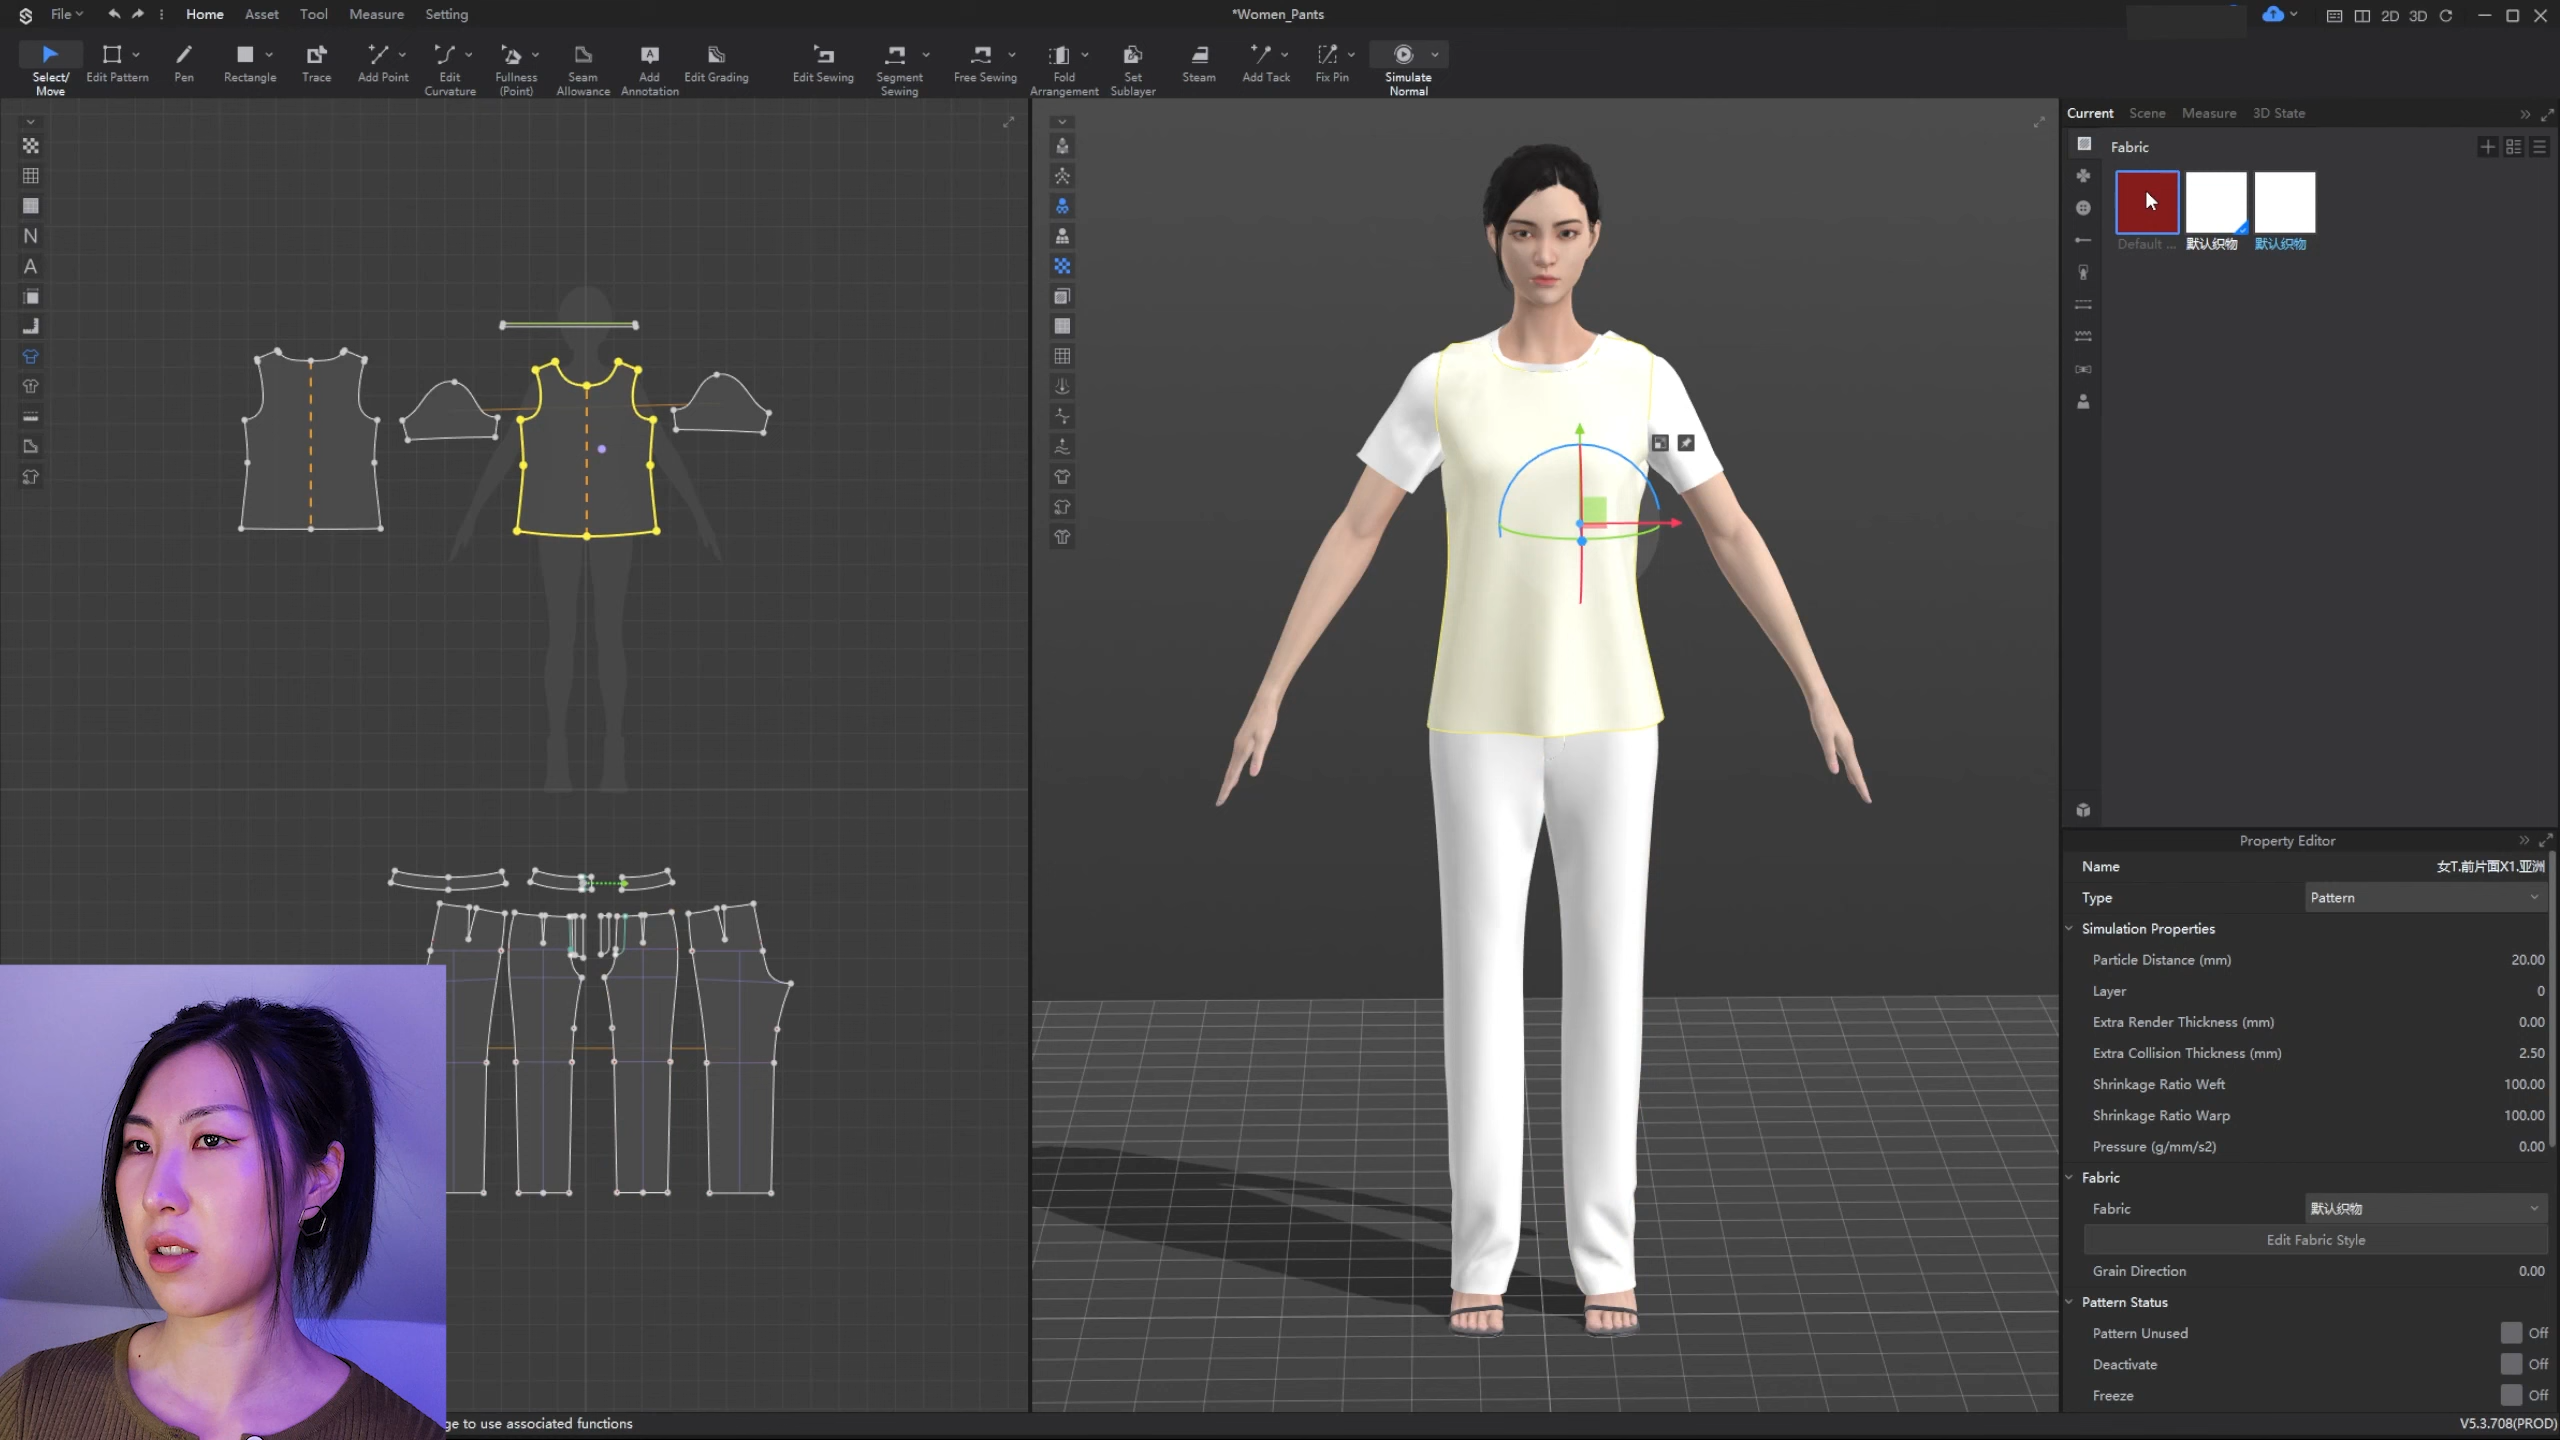 File Home Asset Tool Measure Setting *Women_Pants 2D 3D
Select/ Move
Edit Pattern
Pen
Rectangle
Trace
Add Point
Edit Curvature
Fullness (Point)
Seam Allowance
Add Annotation
Edit Grading
Edit Sewing
Segment Sewing
Free Sewing
Fold Arrangement
Set Sublayer
Steam
Add Tack
Fix Pin
Simulate Normal
N
A
Current Scene Measure 3D State
Fabric
Default ... 默认织物 默认织物
Property Editor
Name 女T.前片面X1.亚洲
Type Pattern
Simulation Properties
Particle Distance (mm) 20.00
Layer 0
Extra Render Thickness (mm) 0.00
Extra Collision Thickness (mm) 2.50
Shrinkage Ratio Weft 100.00
Shrinkage Ratio Warp 100.00
Pressure (g/mm/s2) 0.00
Fabric
Fabric 默认织物
Edit Fabric Style
Grain Direction 0.00
Pattern Status
Pattern Unused Off
Deactivate Off
Freeze Off
ge to use associated functions
V5.3.708(PROD)